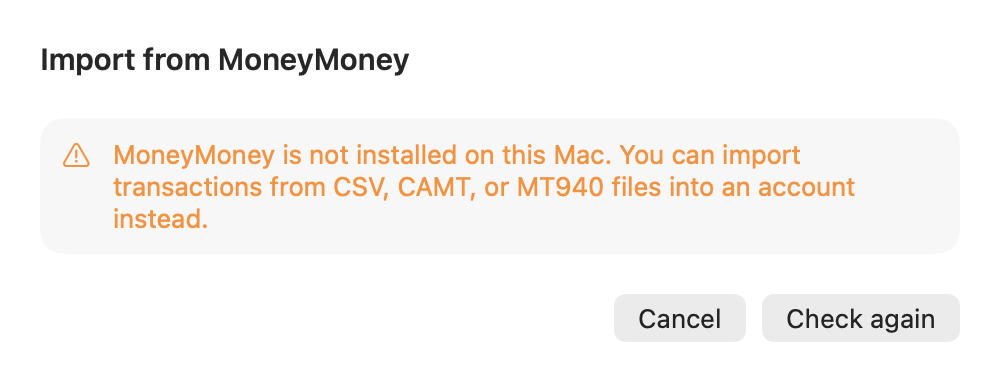 Import from MoneyMoney
MoneyMoney is not installed on this Mac. You can import
transactions from CSV, CAMT, or MT940 files into an account
instead.
Cancel
Check again